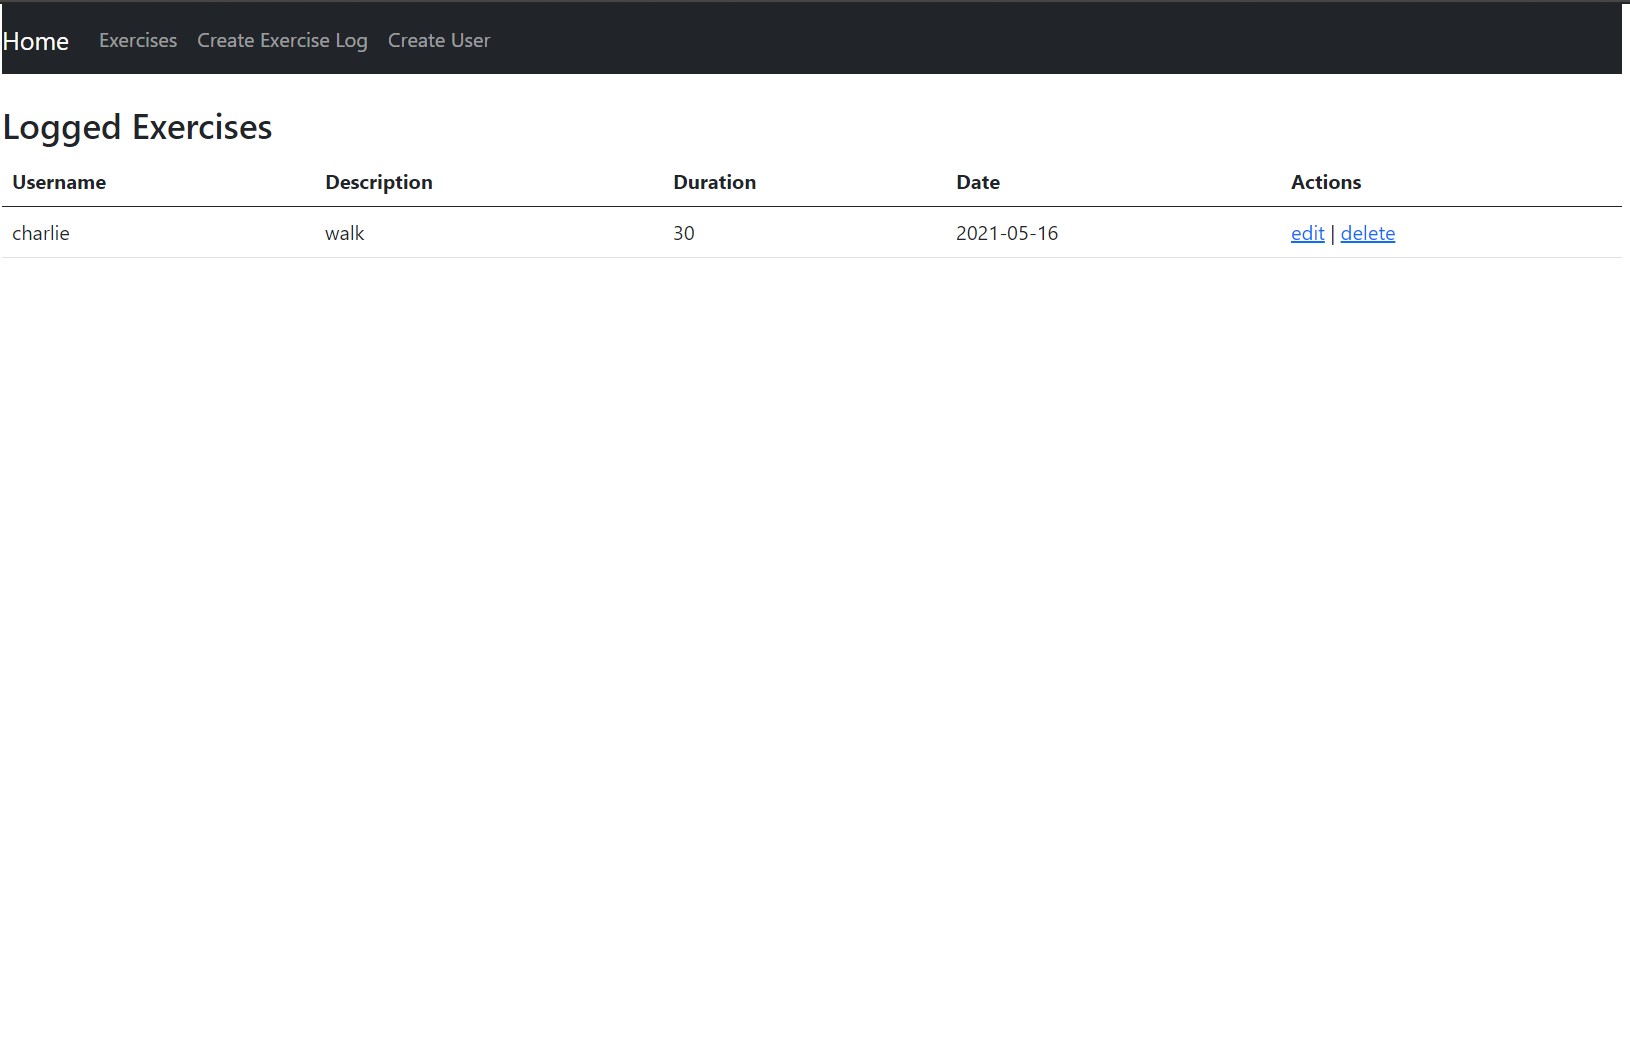 Home Exercises Create Exercise Log Create User
Logged Exercises
Username Description Duration Date Actions
charlie walk 30 2021-05-16 edit | delete